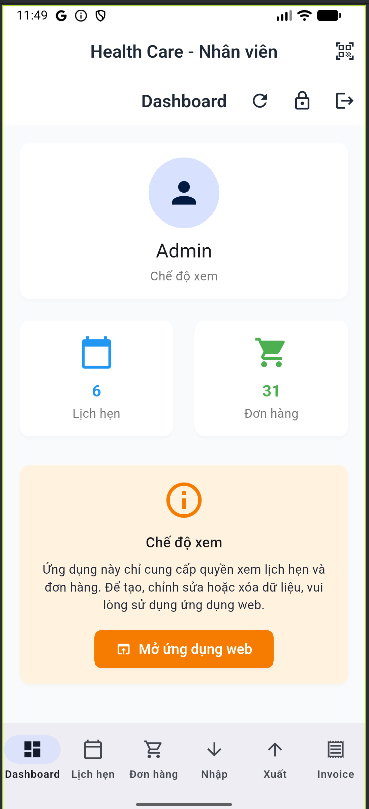 11:49
Health Care - Nhân viên
Dashboard
Admin
Chế độ xem
6
Lịch hẹn
31
Đơn hàng
Chế độ xem
Ứng dụng này chỉ cung cấp quyền xem lịch hẹn và
đơn hàng. Để tạo, chỉnh sửa hoặc xóa dữ liệu, vui
lòng sử dụng ứng dụng web.
Mở ứng dụng web
Dashboard Lịch hẹn Đơn hàng Nhập Xuất Invoice